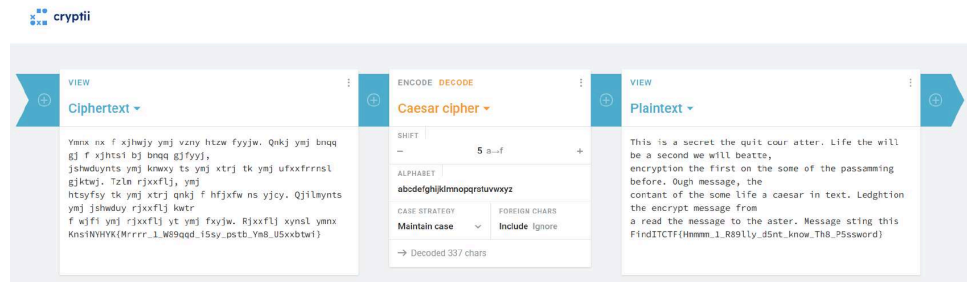 cryptii
VIEW
Ciphertext
Ymnx nx f xjhwjy ymj vzny htzw fyyjw. Qnkj ymj bnqq
gj f xjhtsi bj bnqq gjfyyj,
jshwduynts ymj knwxy ts ymj xtrj tk ymj ufxxfrrnsl
gjktwj. Tzlm rjxxflj, ymj
htsyfsy tk ymj xtrj qnkj f hfjxfw ns yjcy. Qjilmynts
ymj jshwduy rjxxflj kwtr
f wjfi ymj rjxxflj yt ymj fxyjw. Rjxxflj xynsl ymnx
KnsiNYHYK{Mrrrr_1_W89qqd_i5sy_pstb_Ym8_U5xxbtwi}
ENCODE DECODE
Caesar cipher
SHIFT
− 5 a→f +
ALPHABET
abcdefghijklmnopqrstuvwxyz
CASE STRATEGY FOREIGN CHARS
Maintain case Include Ignore
→ Decoded 337 chars
VIEW
Plaintext
This is a secret the quit cour atter. Life the will
be a second we will beatte,
encryption the first on the some of the passamming
before. Ough message, the
contant of the some life a caesar in text. Ledghtion
the encrypt message from
a read the message to the aster. Message sting this
FindITCTF{Hmmmm_1_R89lly_d5nt_know_Th8_P5ssword}